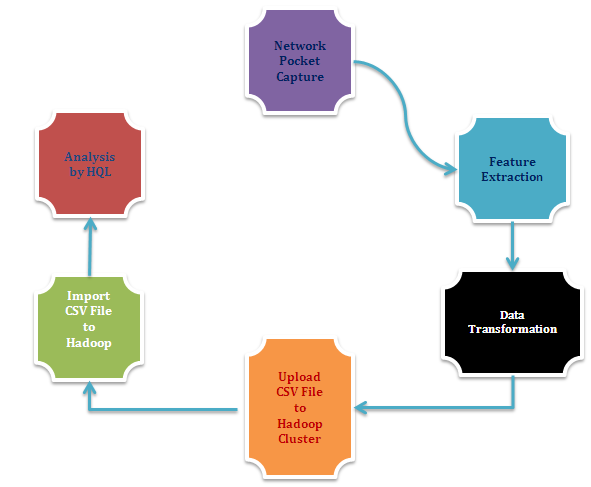 Network
Pocket
Capture
Feature
Extraction
Data
Transformation
Upload
CSV File
to
Hadoop
Cluster
Import
CSV File
to
Hadoop
Analysis
by HQL